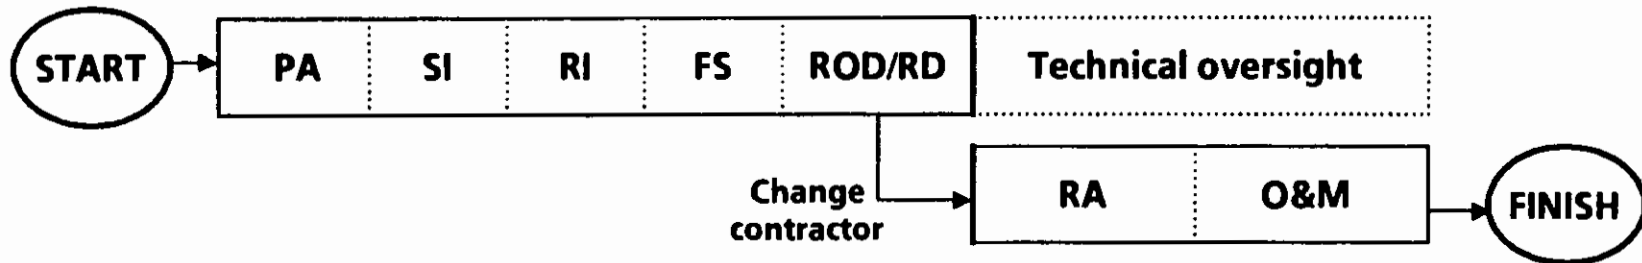 START
PA
SI
RI
FS
ROD/RD
Technical oversight
Change
contractor
RA
O&M
FINISH